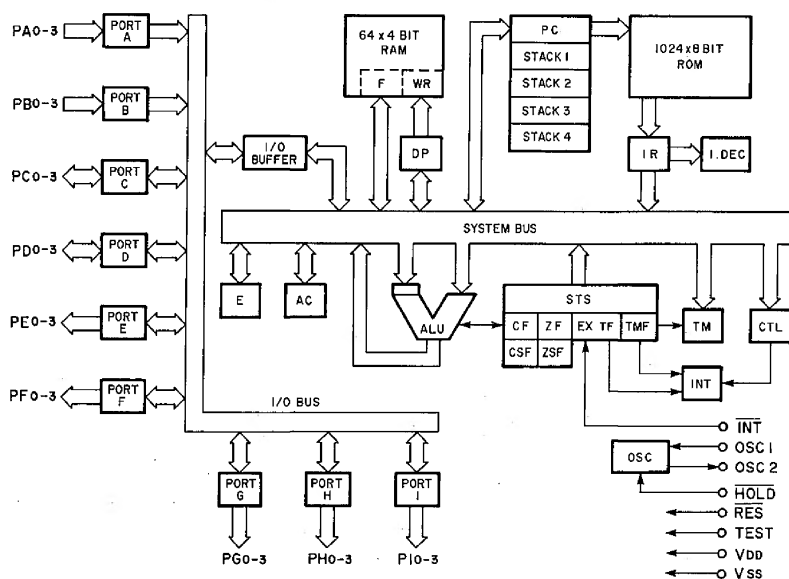 PA0-3
PORT
A
PB0-3
PORT
B
PC0-3
PORT
C
PD0-3
PORT
D
PE0-3
PORT
E
PF0-3
PORT
F
I/O
BUFFER
64 x 4 BIT
RAM
F
WR
DP
PC
STACK 1
STACK 2
STACK 3
STACK 4
1024 x 8 BIT
ROM
IR
I.DEC
SYSTEM BUS
E
AC
ALU
STS
CF
ZF
EX TF
TMF
CSF
ZSF
TM
CTL
INT
I/O BUS
PORT
G
PORT
H
PORT
I
PG0-3
PH0-3
PI0-3
OSC
INT
OSC 1
OSC 2
HOLD
RES
TEST
VDD
VSS